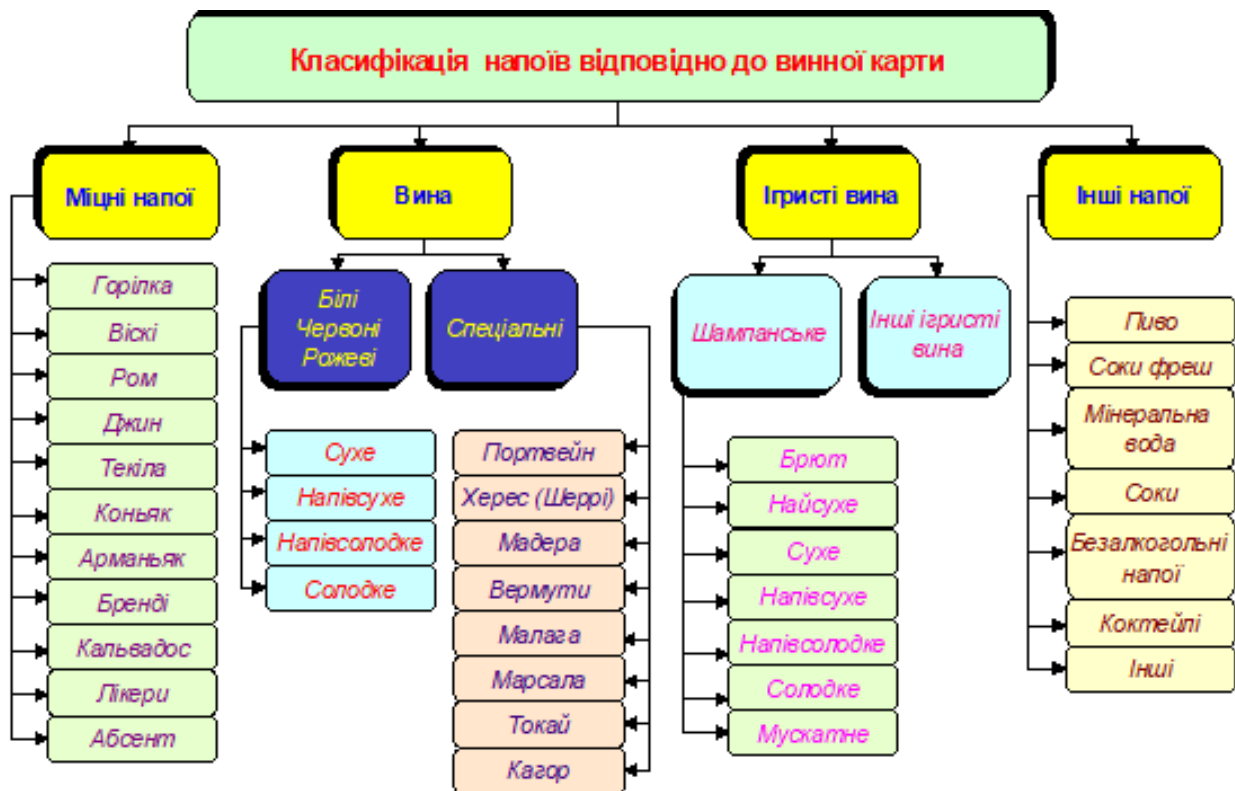 Класифікація напоїв відповідно до винної карти
Міцні напої
Горілка
Віскі
Ром
Джин
Текіла
Коньяк
Арманьяк
Бренді
Кальвадос
Лікери
Абсент
Вина
Білі
Червоні
Рожеві
Сухе
Напівсухе
Напівсолодке
Солодке
Спеціальні
Портвейн
Херес (Шеррі)
Мадера
Вермути
Малага
Марсала
Токай
Кагор
Ігристі вина
Шампанське
Брют
Найсухе
Сухе
Напівсухе
Напівсолодке
Солодке
Мускатне
Інші ігристі
вина
Інші напої
Пиво
Соки фреш
Мінеральна
вода
Соки
Безалкогольні
напої
Коктейлі
Інші